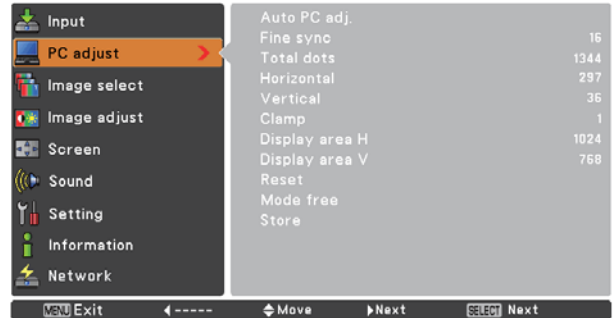 Input
PC adjust
Image select
Image adjust
Screen
Sound
Setting
Information
Network
Auto PC adj.
Fine sync 16
Total dots 1344
Horizontal 297
Vertical 36
Clamp 1
Display area H 1024
Display area V 768
Reset
Mode free
Store
MENU Exit ◀----- ◆Move ▶Next SELECT Next